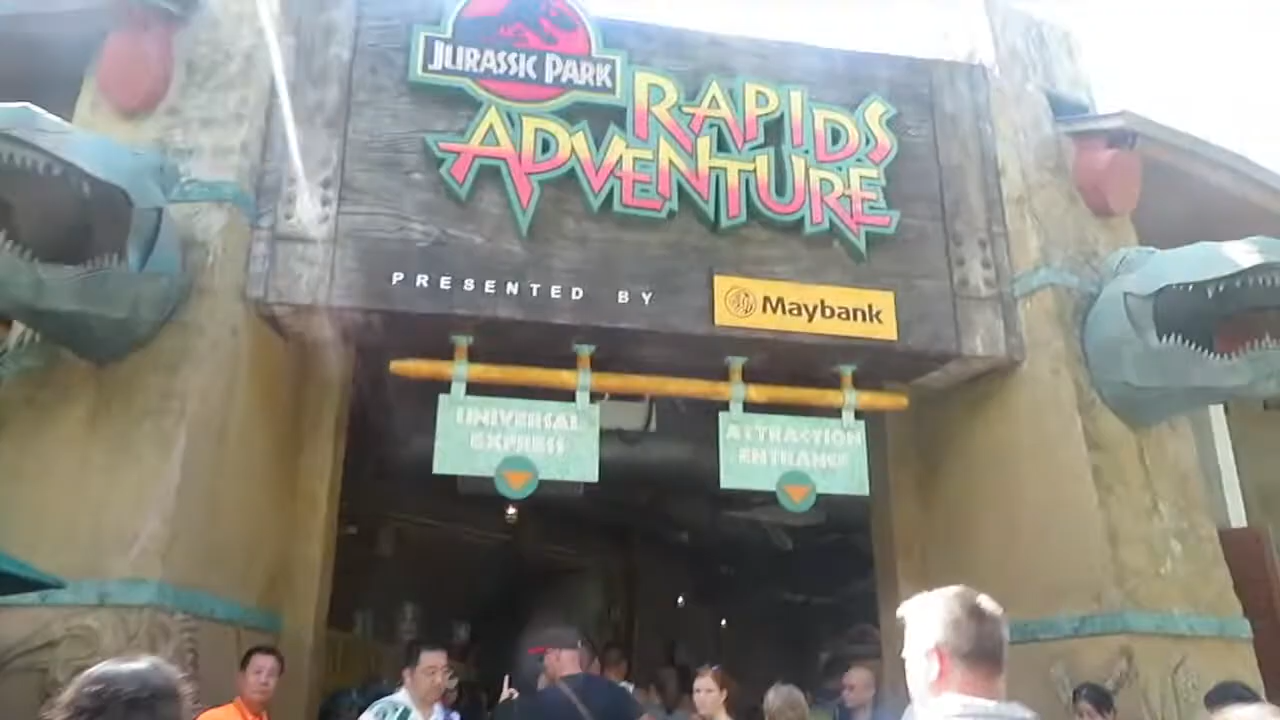 JURASSIC PARK
RAPIDS
ADVENTURE
PRESENTED BY
Maybank
UNIVERSAL
EXPRESS
ATTRACTION
ENTRANCE